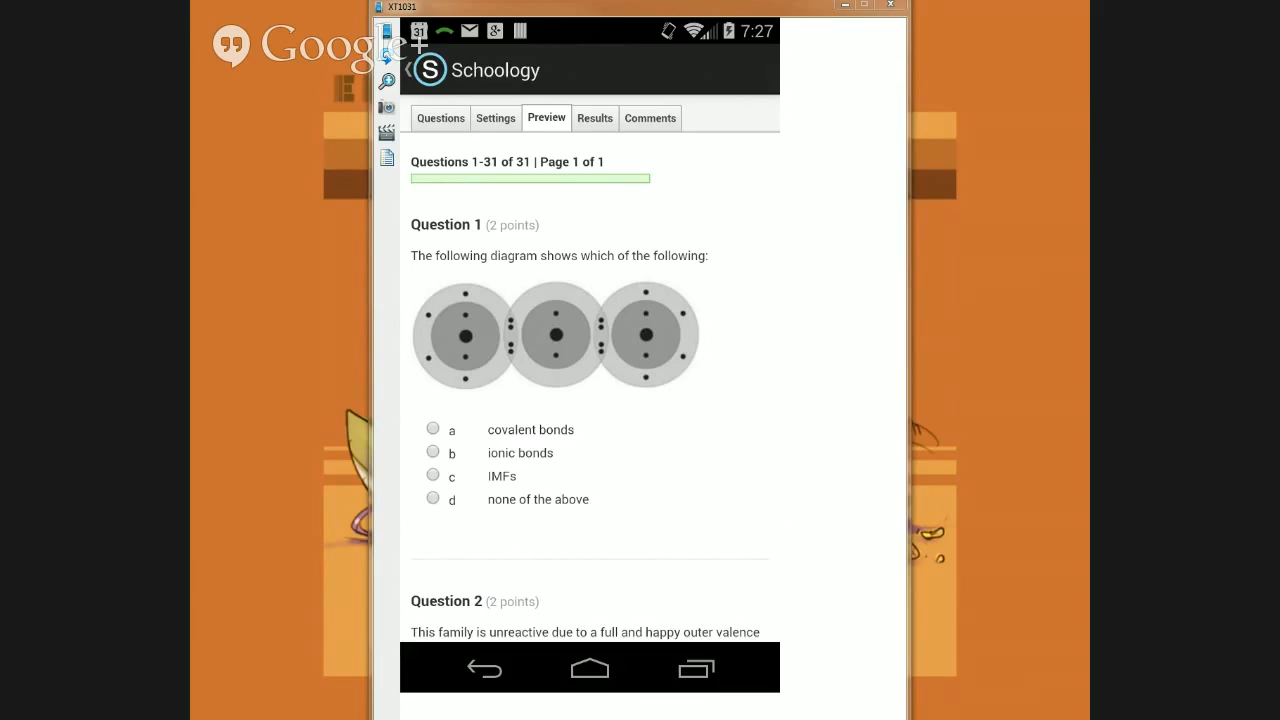 XT1031
Google+
31
7:27
S Schoology
Questions Settings Preview Results Comments
Questions 1-31 of 31 | Page 1 of 1
Question 1 (2 points)
The following diagram shows which of the following:
a covalent bonds
b ionic bonds
c IMFs
d none of the above
Question 2 (2 points)
This family is unreactive due to a full and happy outer valence